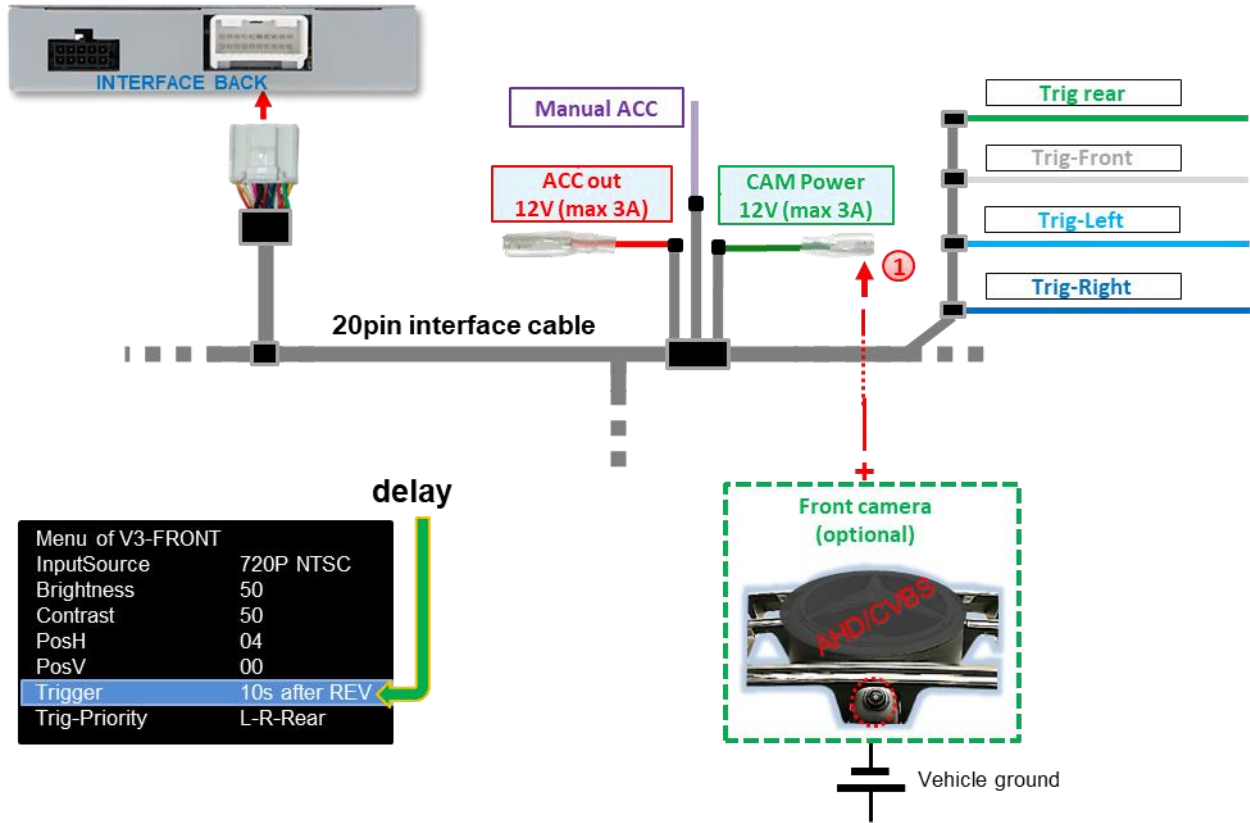 INTERFACE BACK
Manual ACC
ACC out
12V (max 3A)
CAM Power
12V (max 3A)
Trig rear
Trig-Front
Trig-Left
Trig-Right
1
20pin interface cable
+
delay
Menu of V3-FRONT
InputSource 720P NTSC
Brightness 50
Contrast 50
PosH 04
PosV 00
Trigger 10s after REV
Trig-Priority L-R-Rear
Front camera
(optional)
AHD/CVBS
Vehicle ground